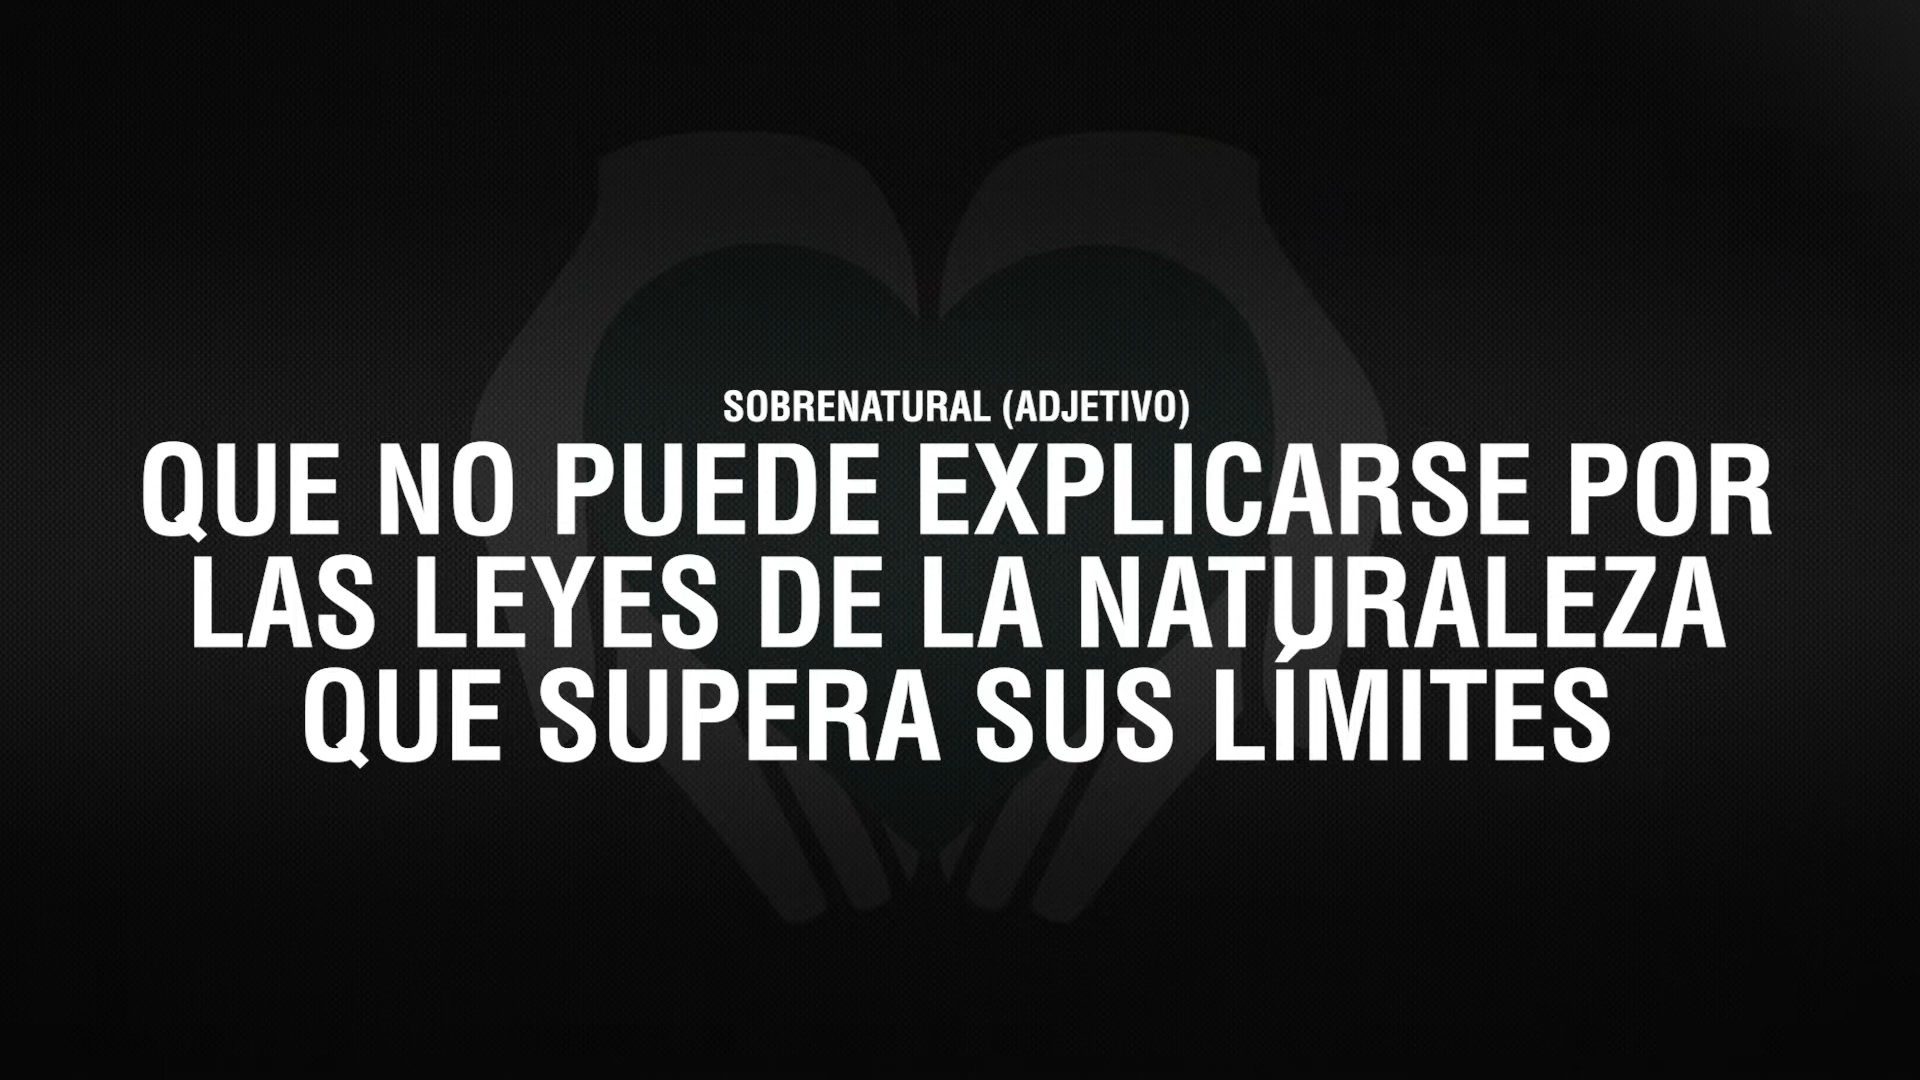 SOBRENATURAL (ADJETIVO)
QUE NO PUEDE EXPLICARSE POR
LAS LEYES DE LA NATURALEZA
QUE SUPERA SUS LÍMITES